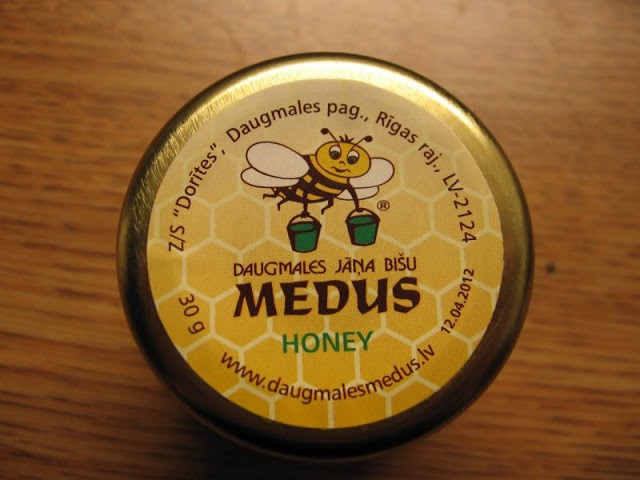 Z/S "Dorītes", Daugmales pag., Rīgas raj., LV-2124
®
DAUGMALES JĀŅA BIŠU
MEDUS
HONEY
30 g
12.04.2012
www.daugmalesmedus.lv